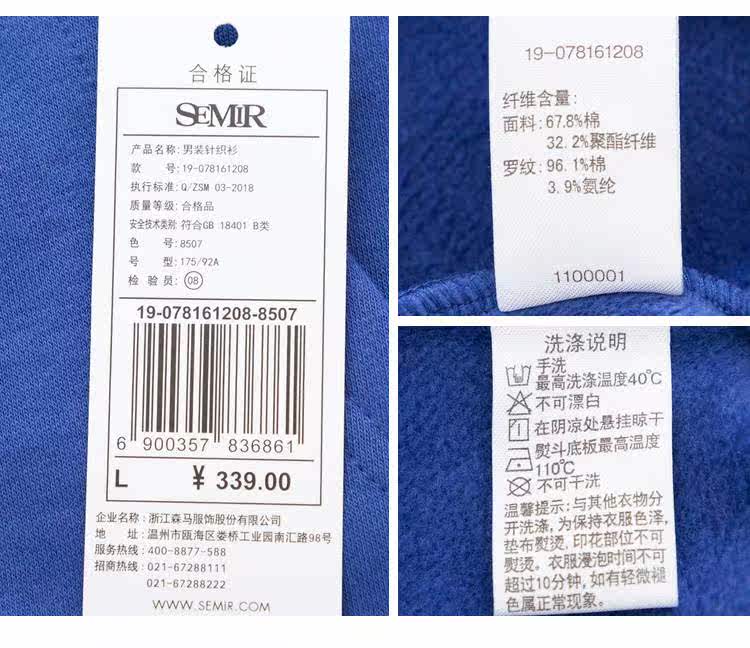 合格证
SEMIR
产品名称:男装针织衫
款 号:19-078161208
执行标准:Q/ZSM 03-2018
质量等级:合格品
安全技术类别:符合GB 18401 B类
色 号:8507
号 型:175/92A
检 验 员:08
19-078161208-8507
6 900357 836861
L ¥ 339.00
企业名称:浙江森马服饰股份有限公司
地 址:温州市瓯海区娄桥工业园南汇路98号
服务热线:400-8877-588
招商热线:021-67288111
021-67288222
WWW.SEMIR.COM
19-078161208
纤维含量:
面料:67.8%棉
32.2%聚酯纤维
罗纹:96.1%棉
3.9%氨纶
1100001
洗涤说明
手洗
最高洗涤温度40℃
不可漂白
在阴凉处悬挂晾干
熨斗底板最高温度
110℃
不可干洗
温馨提示:与其他衣物分
开洗涤,为保持衣服色泽,
垫布熨烫,印花部位不可
熨烫。衣服浸泡时间不可
超过10分钟,如有轻微褪
色属正常现象。